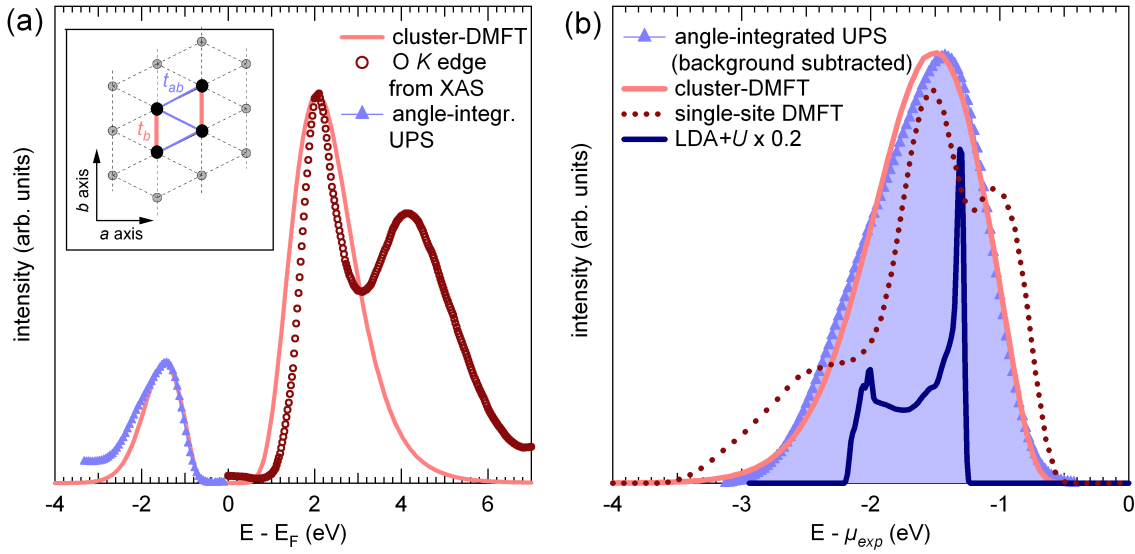 (a)
cluster-DMFT
O K edge
from XAS
angle-integr.
UPS
t_ab
t_b
b axis
a axis
intensity (arb. units)
-4 -2 0 2 4 6
E - E_F (eV)
(b)
angle-integrated UPS
(background subtracted)
cluster-DMFT
single-site DMFT
LDA+U x 0.2
intensity (arb. units)
-4 -3 -2 -1 0
E - μ_exp (eV)